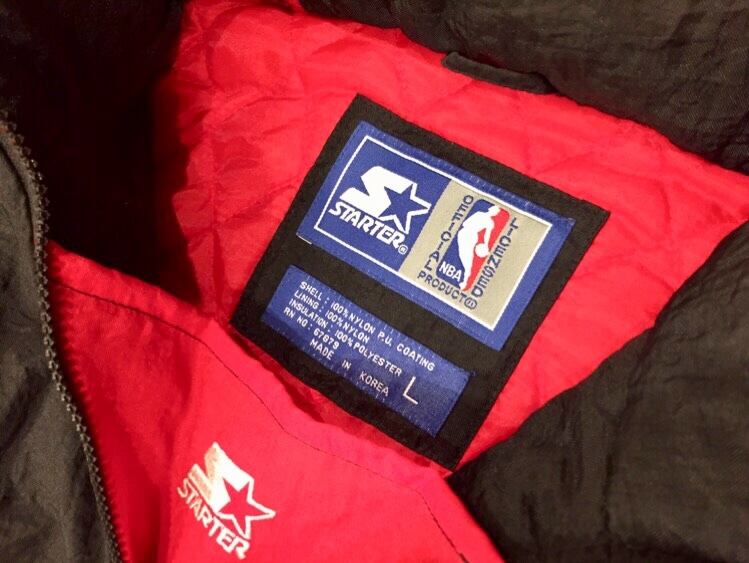 STARTER®
OFFICIAL LICENSED
NBA
PRODUCT
SHELL : 100% NYLON P.U. COATING
LINING : 100% NYLON
INSULATION : 100% POLYESTER
RN NO : 67079
MADE IN KOREA L
STARTER